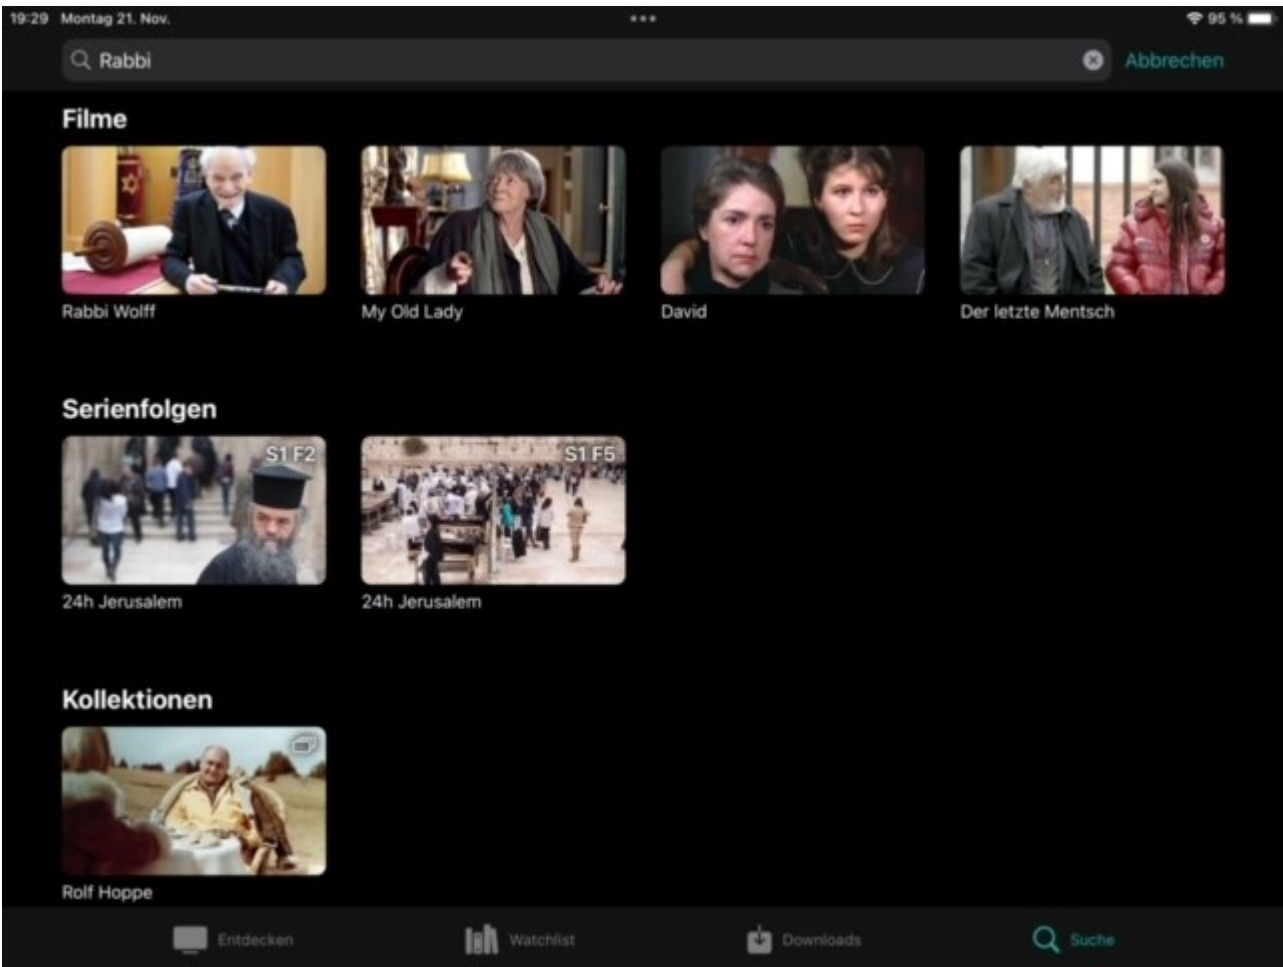 19:29 Montag 21. Nov.
95 %
Rabbi
Abbrechen
Filme
Rabbi Wolff
My Old Lady
David
Der letzte Mentsch
Serienfolgen
S1 F2
S1 F5
24h Jerusalem
24h Jerusalem
Kollektionen
Rolf Hoppe
Entdecken
Watchlist
Downloads
Suche